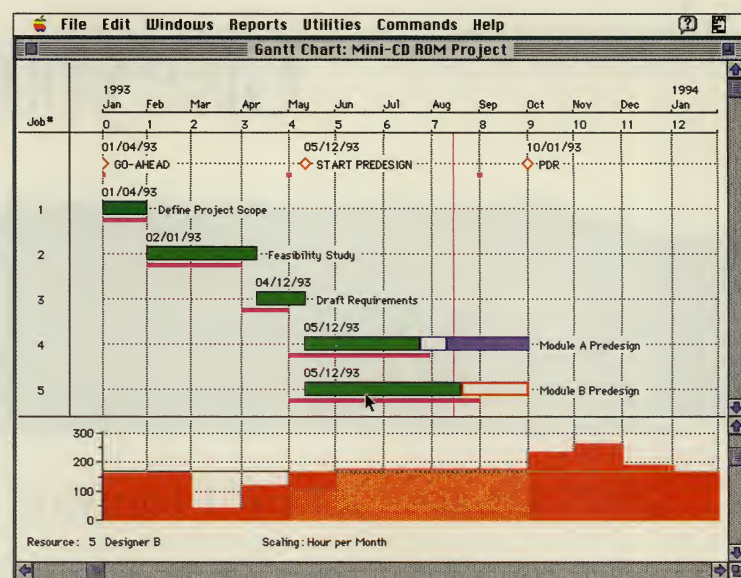 File Edit Windows Reports Utilities Commands Help
Gantt Chart: Mini-CD ROM Project
1993 1994
Jan Feb Mar Apr May Jun Jul Aug Sep Oct Nov Dec Jan
Job# 0 1 2 3 4 5 6 7 8 9 10 11 12
01/04/93 05/12/93 10/01/93
GO-AHEAD START PREDESIGN PDR
01/04/93
1 Define Project Scope
02/01/93
2 Feasibility Study
04/12/93
3 Draft Requirements
05/12/93
4 Module A Predesign
05/12/93
5 Module B Predesign
300
200
100
0
Resource: 5 Designer B Scaling: Hour per Month